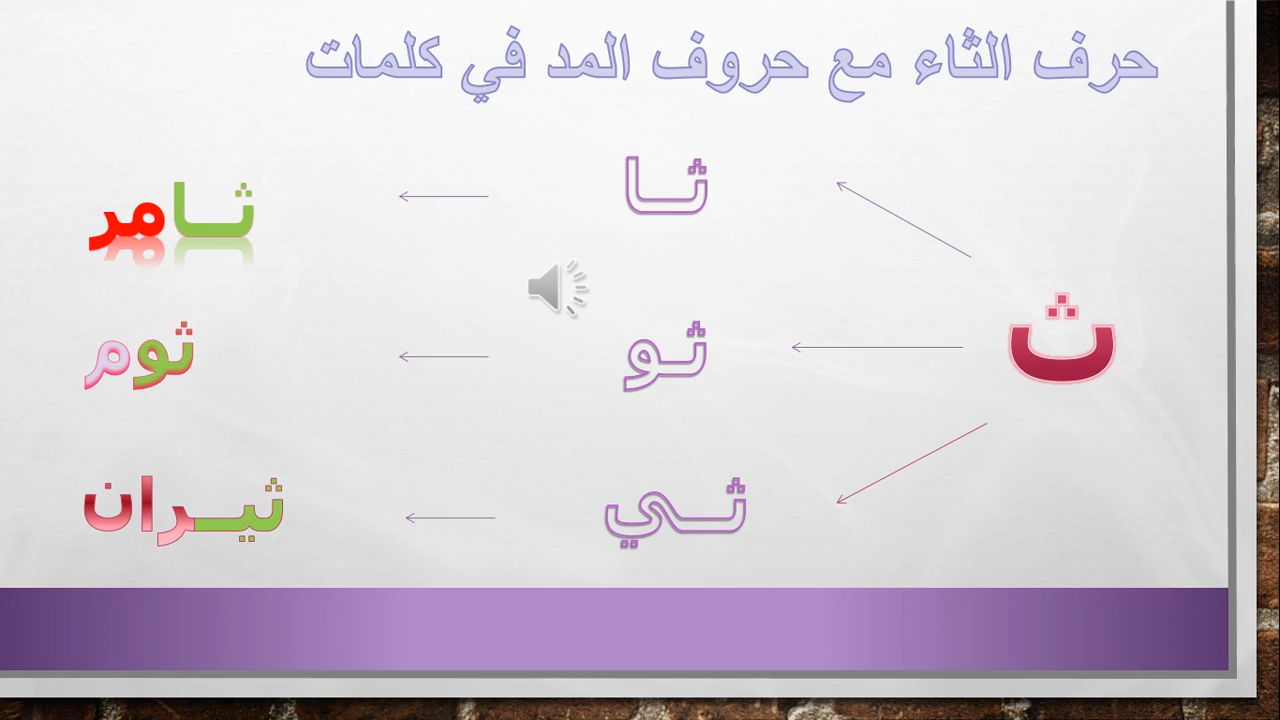 حرف الثاء مع حروف المد في كلمات
ث
ثـا ثـامر
ثـو ثوم
ثـي ثيـران